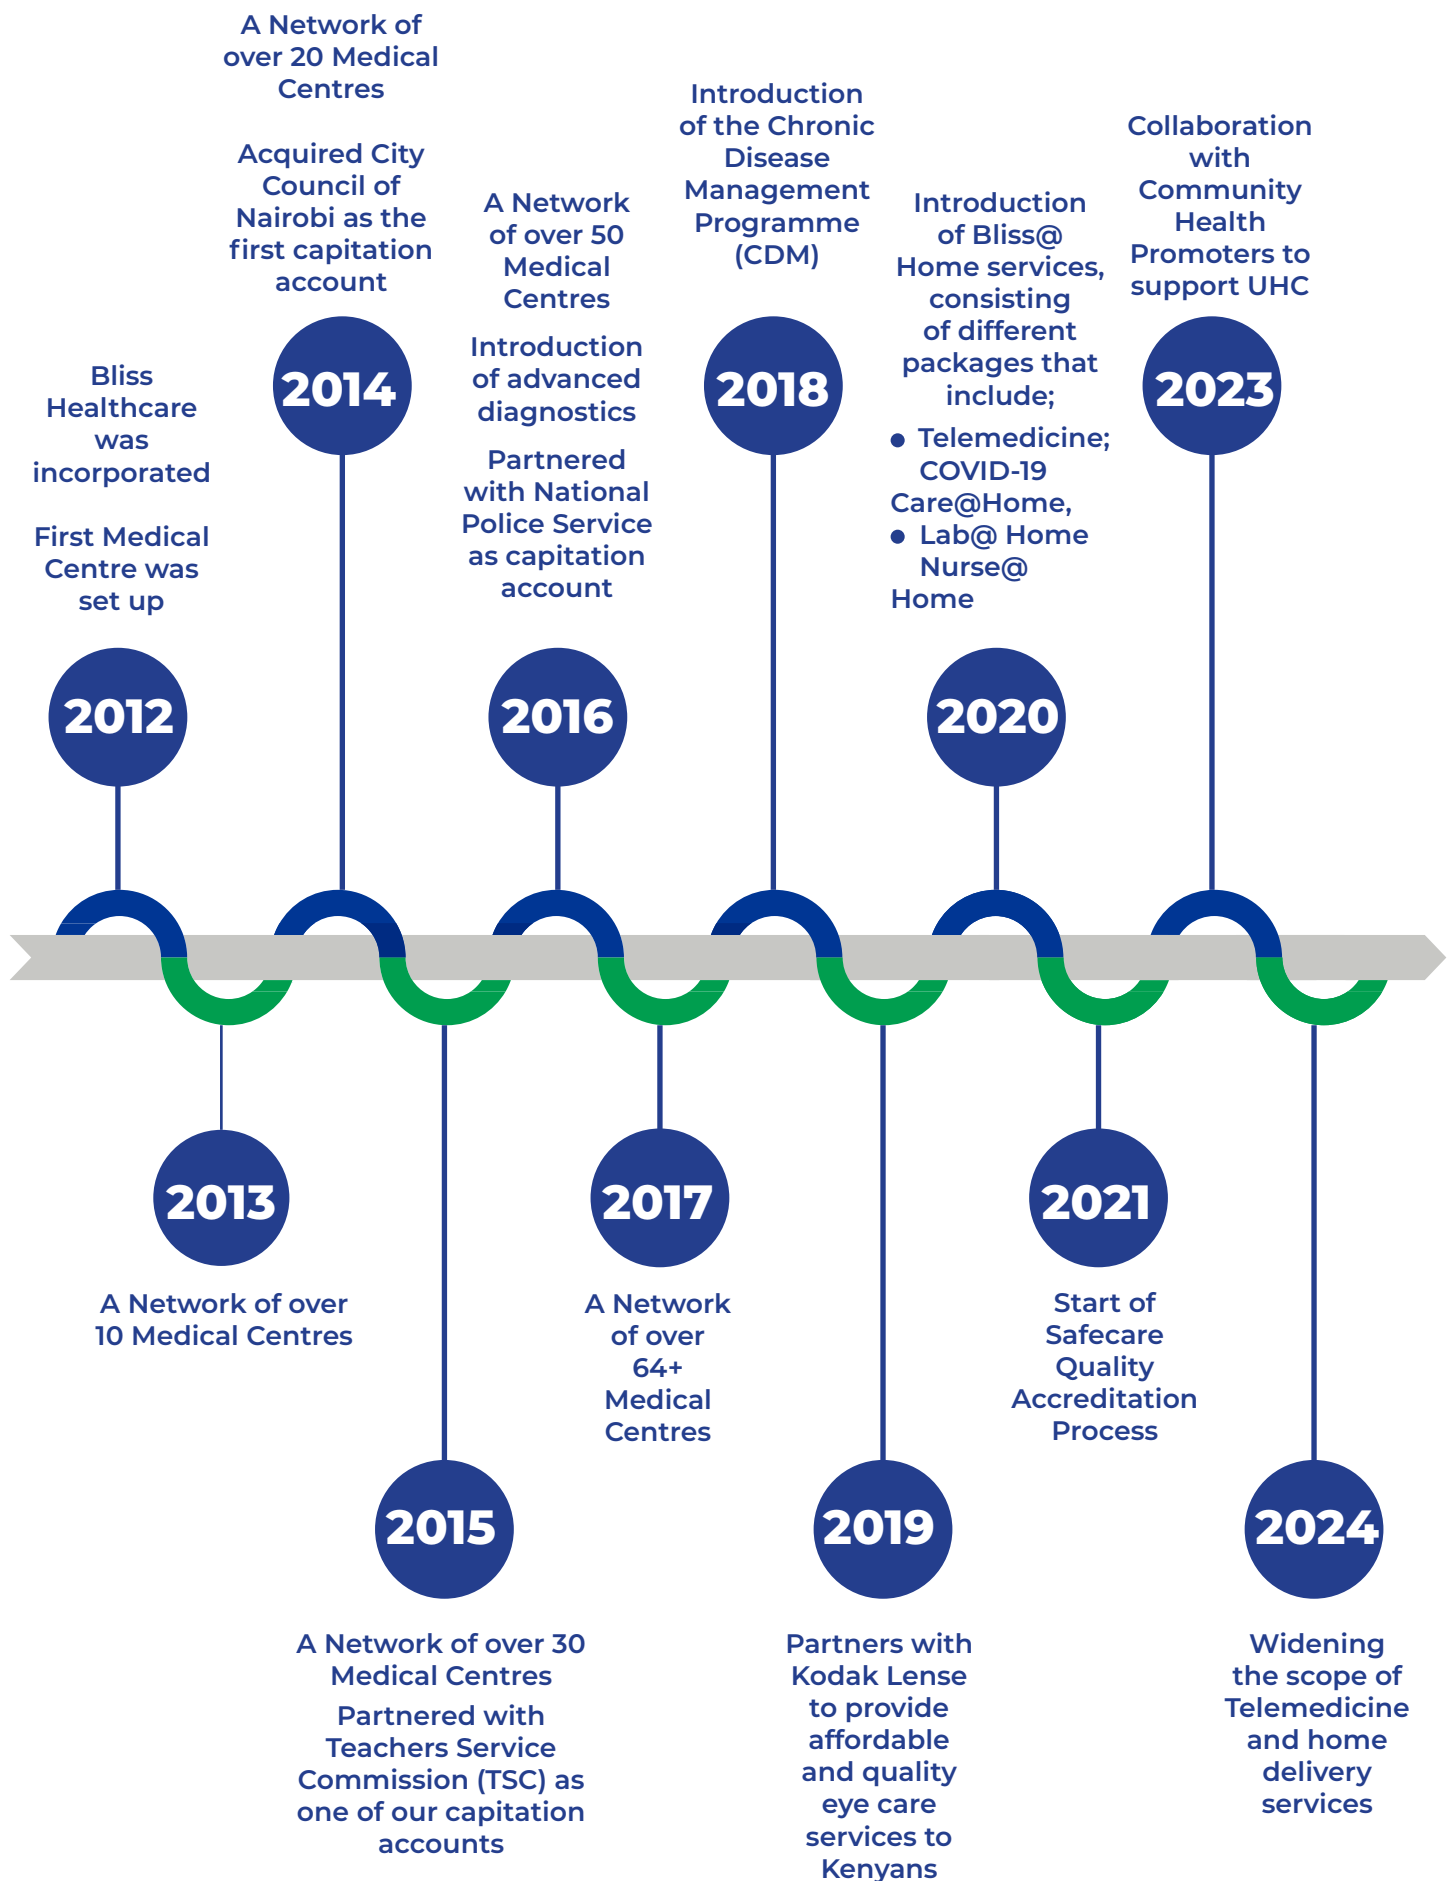 A Network of
over 20 Medical
Centres
Acquired City
Council of
Nairobi as the
first capitation
account
2014
Bliss
Healthcare
was
incorporated
First Medical
Centre was
set up
2012
A Network
of over 50
Medical
Centres
Introduction
of advanced
diagnostics
Partnered
with National
Police Service
as capitation
account
2016
Introduction
of the Chronic
Disease
Management
Programme
(CDM)
2018
Introduction
of Bliss@
Home services,
consisting
of different
packages that
include;
● Telemedicine;
COVID-19
Care@Home,
● Lab@ Home
Nurse@
Home
2020
Collaboration
with
Community
Health
Promoters to
support UHC
2023
2013
A Network of over
10 Medical Centres
2015
A Network of over 30
Medical Centres
Partnered with
Teachers Service
Commission (TSC) as
one of our capitation
accounts
2017
A Network
of over
64+
Medical
Centres
2019
Partners with
Kodak Lense
to provide
affordable
and quality
eye care
services to
Kenyans
2021
Start of
Safecare
Quality
Accreditation
Process
2024
Widening
the scope of
Telemedicine
and home
delivery
services